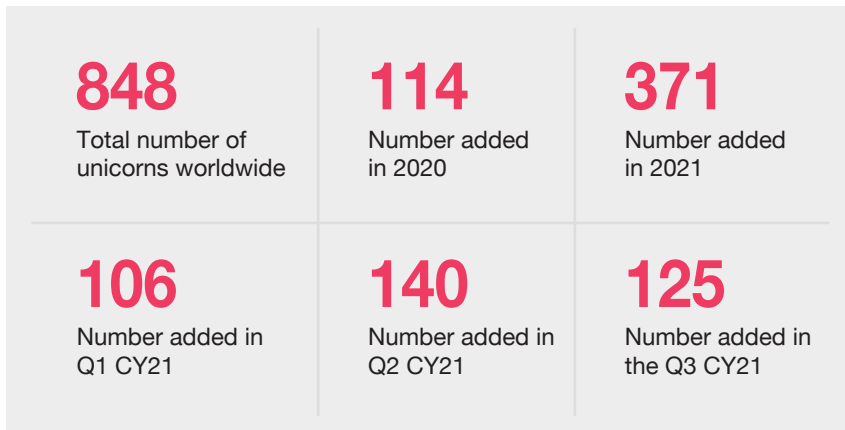 848
Total number of
unicorns worldwide
114
Number added
in 2020
371
Number added
in 2021
106
Number added in
Q1 CY21
140
Number added in
Q2 CY21
125
Number added in
the Q3 CY21